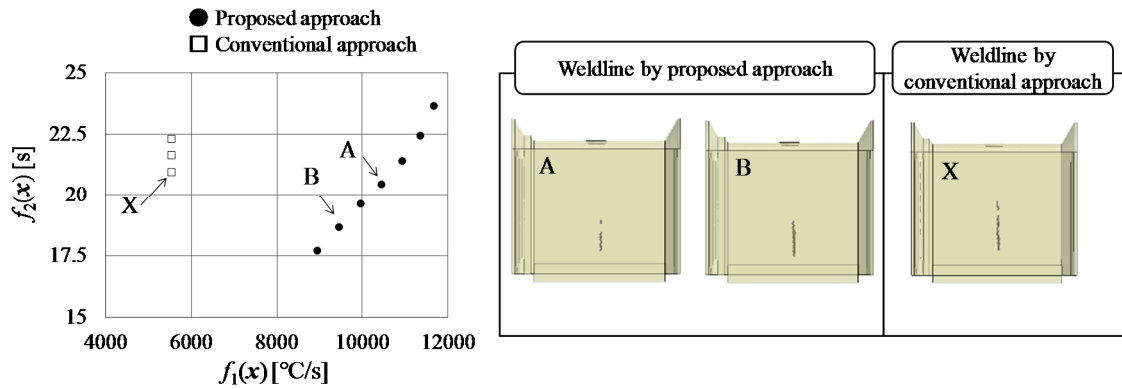 ● Proposed approach
□ Conventional approach
25
22.5
20
17.5
15
4000 6000 8000 10000 12000
f₂(x) [s]
f₁(x) [°C/s]
A
B
X
Weldline by proposed approach
Weldline by
conventional approach
A
B
X